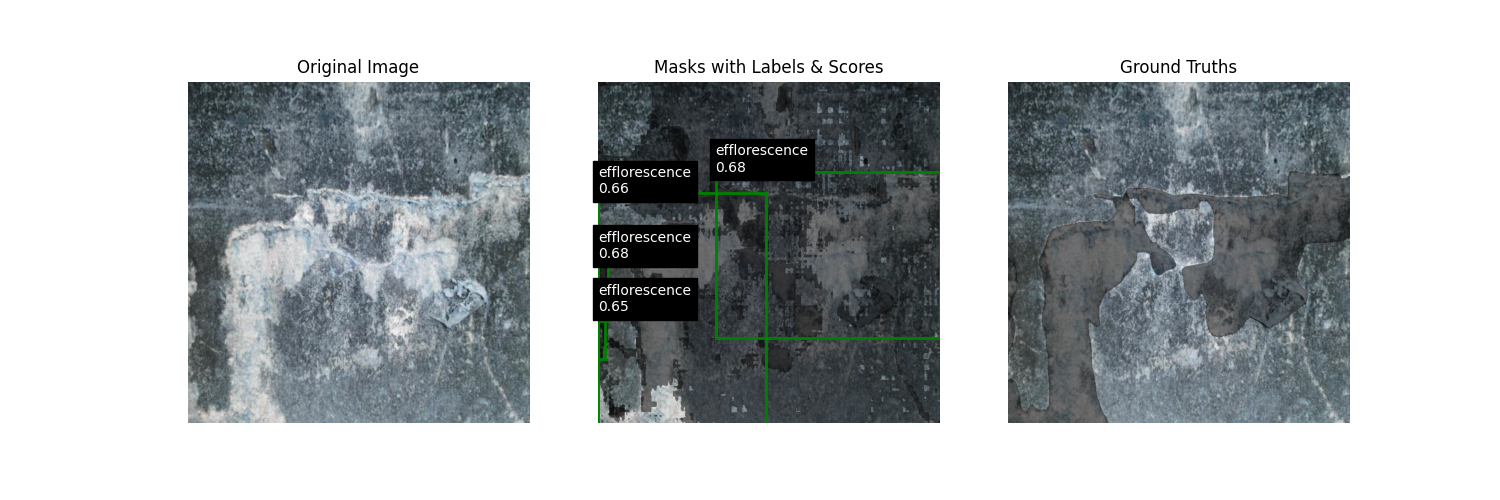 Original Image
Masks with Labels & Scores
Ground Truths
efflorescence
0.68
efflorescence
0.66
efflorescence
0.68
efflorescence
0.65